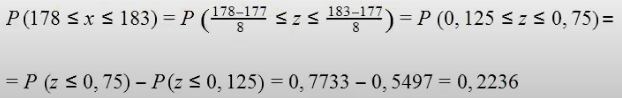 P(178 ≤ x ≤ 183) = P (178–177/8 ≤ z ≤ 183–177/8) = P (0, 125 ≤ z ≤ 0, 75) =
= P (z ≤ 0, 75) – P(z ≤ 0, 125) = 0, 7733 – 0, 5497 = 0, 2236